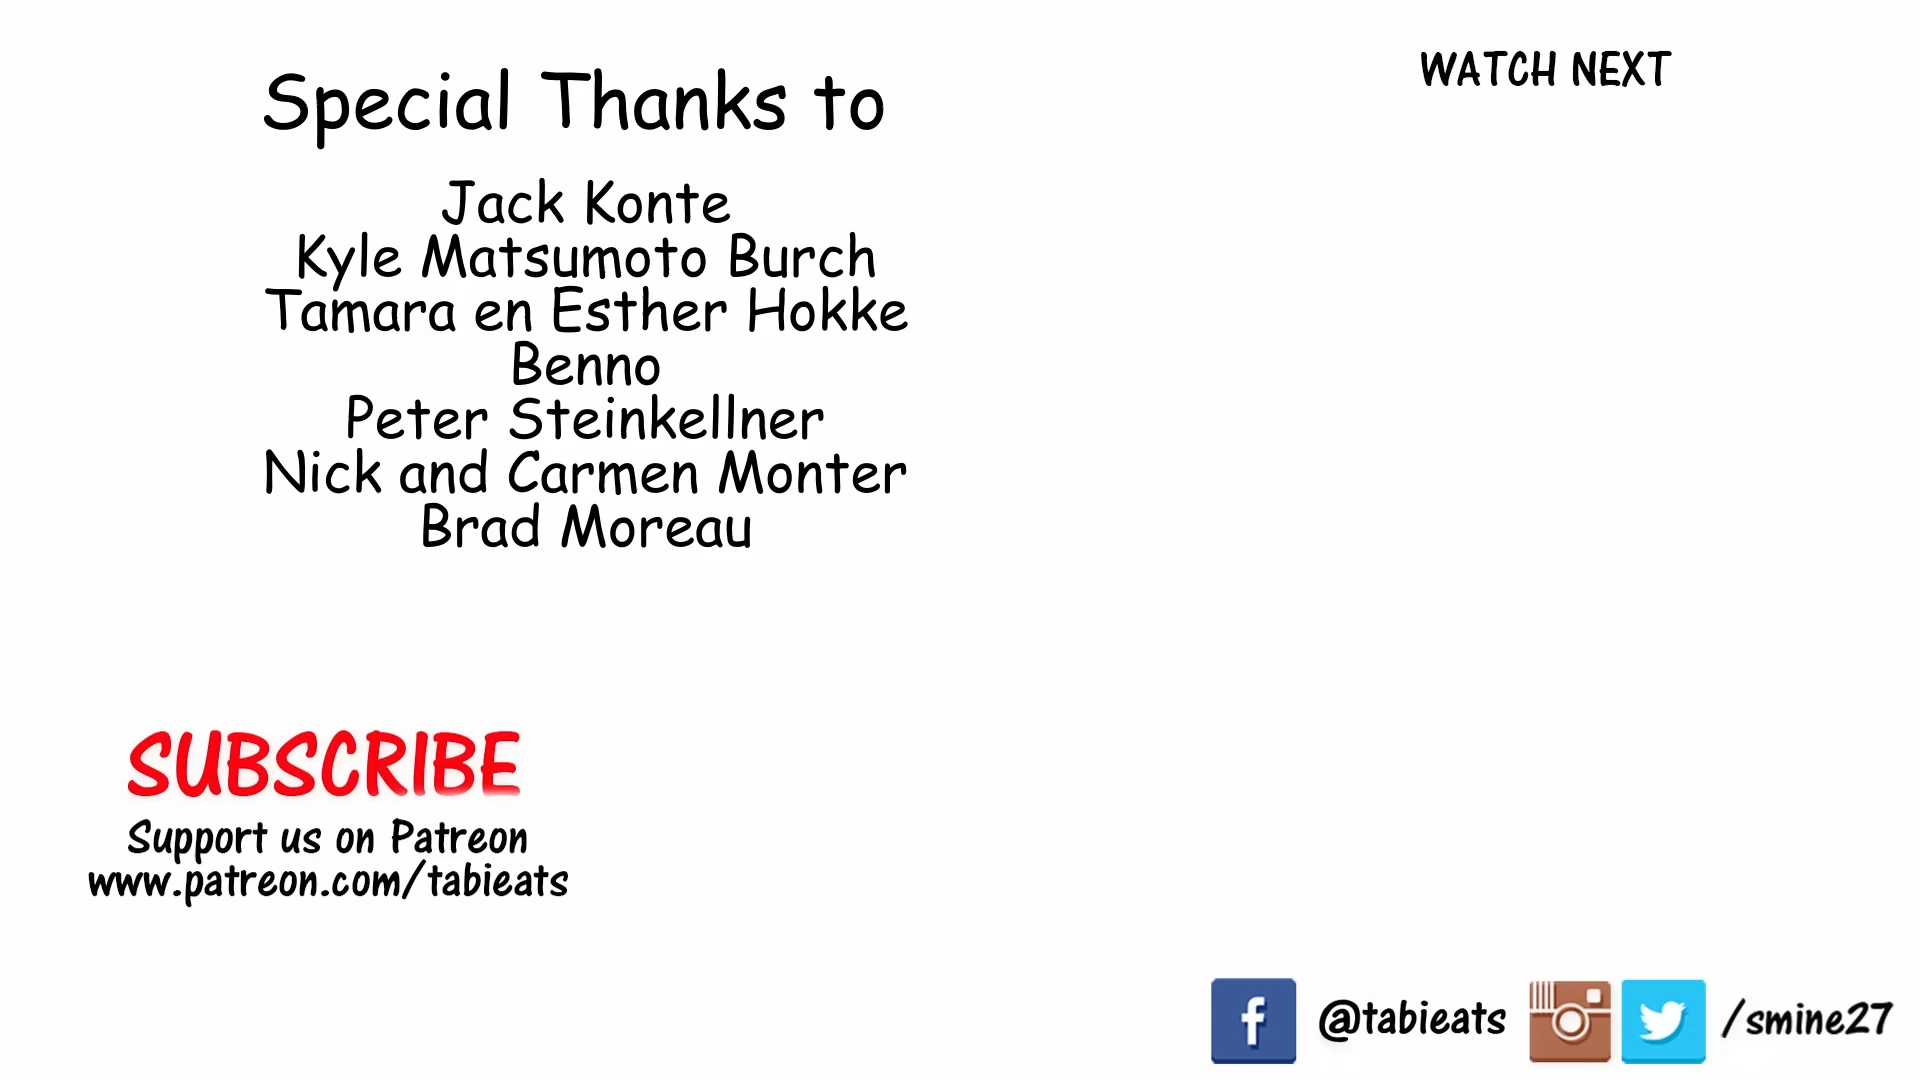 Special Thanks to
Jack Konte
Kyle Matsumoto Burch
Tamara en Esther Hokke
Benno
Peter Steinkellner
Nick and Carmen Monter
Brad Moreau
WATCH NEXT
SUBSCRIBE
Support us on Patreon
www.patreon.com/tabieats
@tabieats /smine27